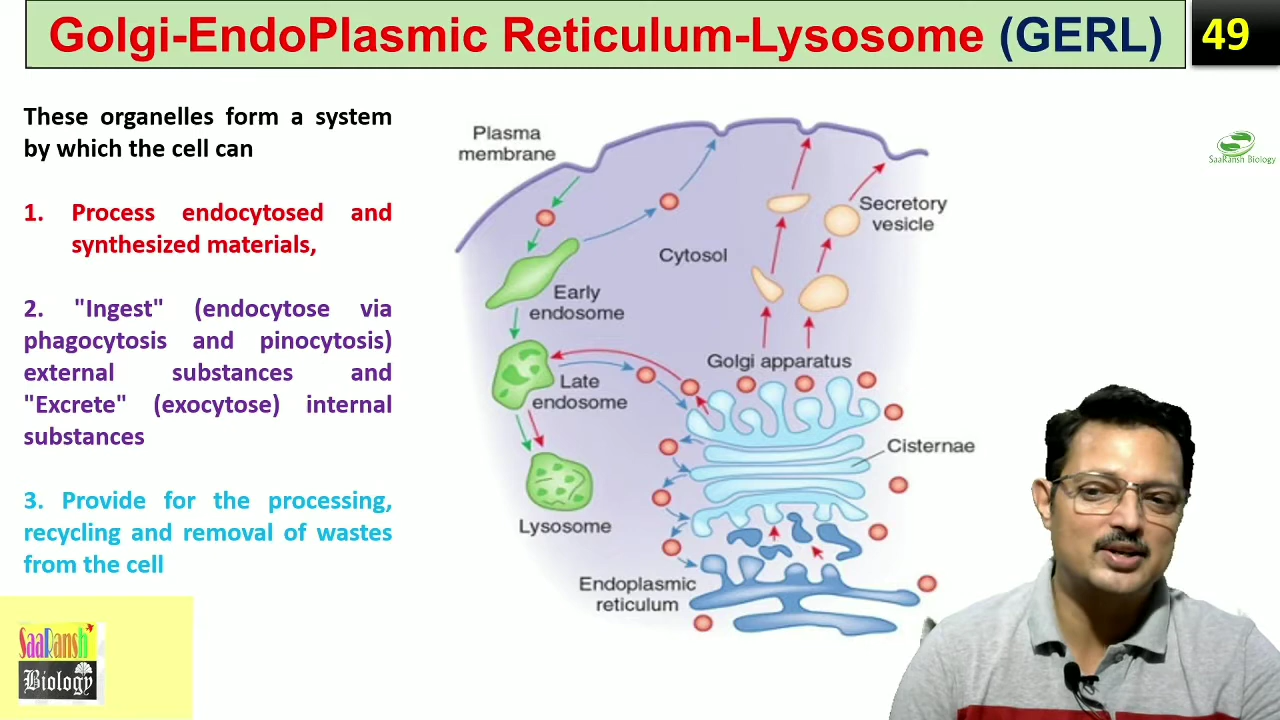 Golgi-EndoPlasmic Reticulum-Lysosome (GERL)
49
These organelles form a system
by which the cell can
1. Process endocytosed and
synthesized materials,
2. "Ingest" (endocytose via
phagocytosis and pinocytosis)
external substances and
"Excrete" (exocytose) internal
substances
3. Provide for the processing,
recycling and removal of wastes
from the cell
Plasma
membrane
Secretory
vesicle
Cytosol
Early
endosome
Golgi apparatus
Late
endosome
Cisternae
Lysosome
Endoplasmic
reticulum
SaaRansh Biology
SaaRansh
Biology